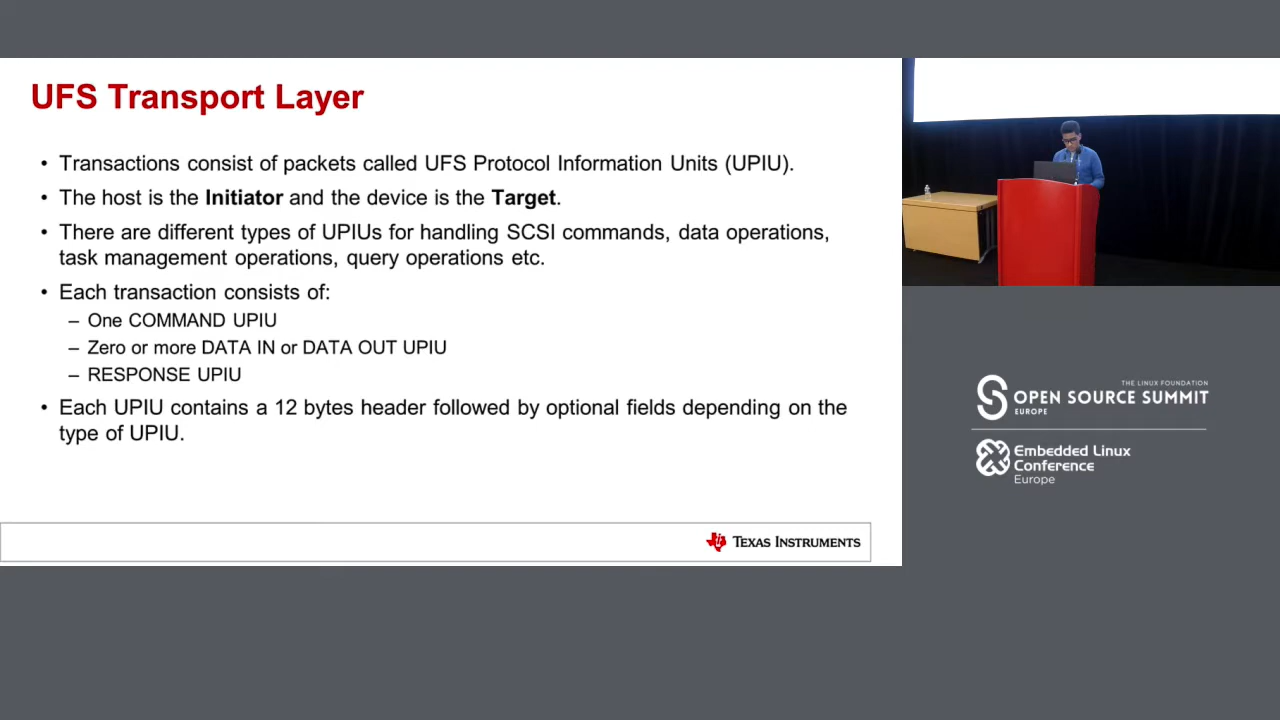 UFS Transport Layer
• Transactions consist of packets called UFS Protocol Information Units (UPIU).
• The host is the Initiator and the device is the Target.
• There are different types of UPIUs for handling SCSI commands, data operations,
task management operations, query operations etc.
• Each transaction consists of:
– One COMMAND UPIU
– Zero or more DATA IN or DATA OUT UPIU
– RESPONSE UPIU
• Each UPIU contains a 12 bytes header followed by optional fields depending on the
type of UPIU.
TEXAS INSTRUMENTS
THE LINUX FOUNDATION
OPEN SOURCE SUMMIT
EUROPE
Embedded Linux
Conference
Europe